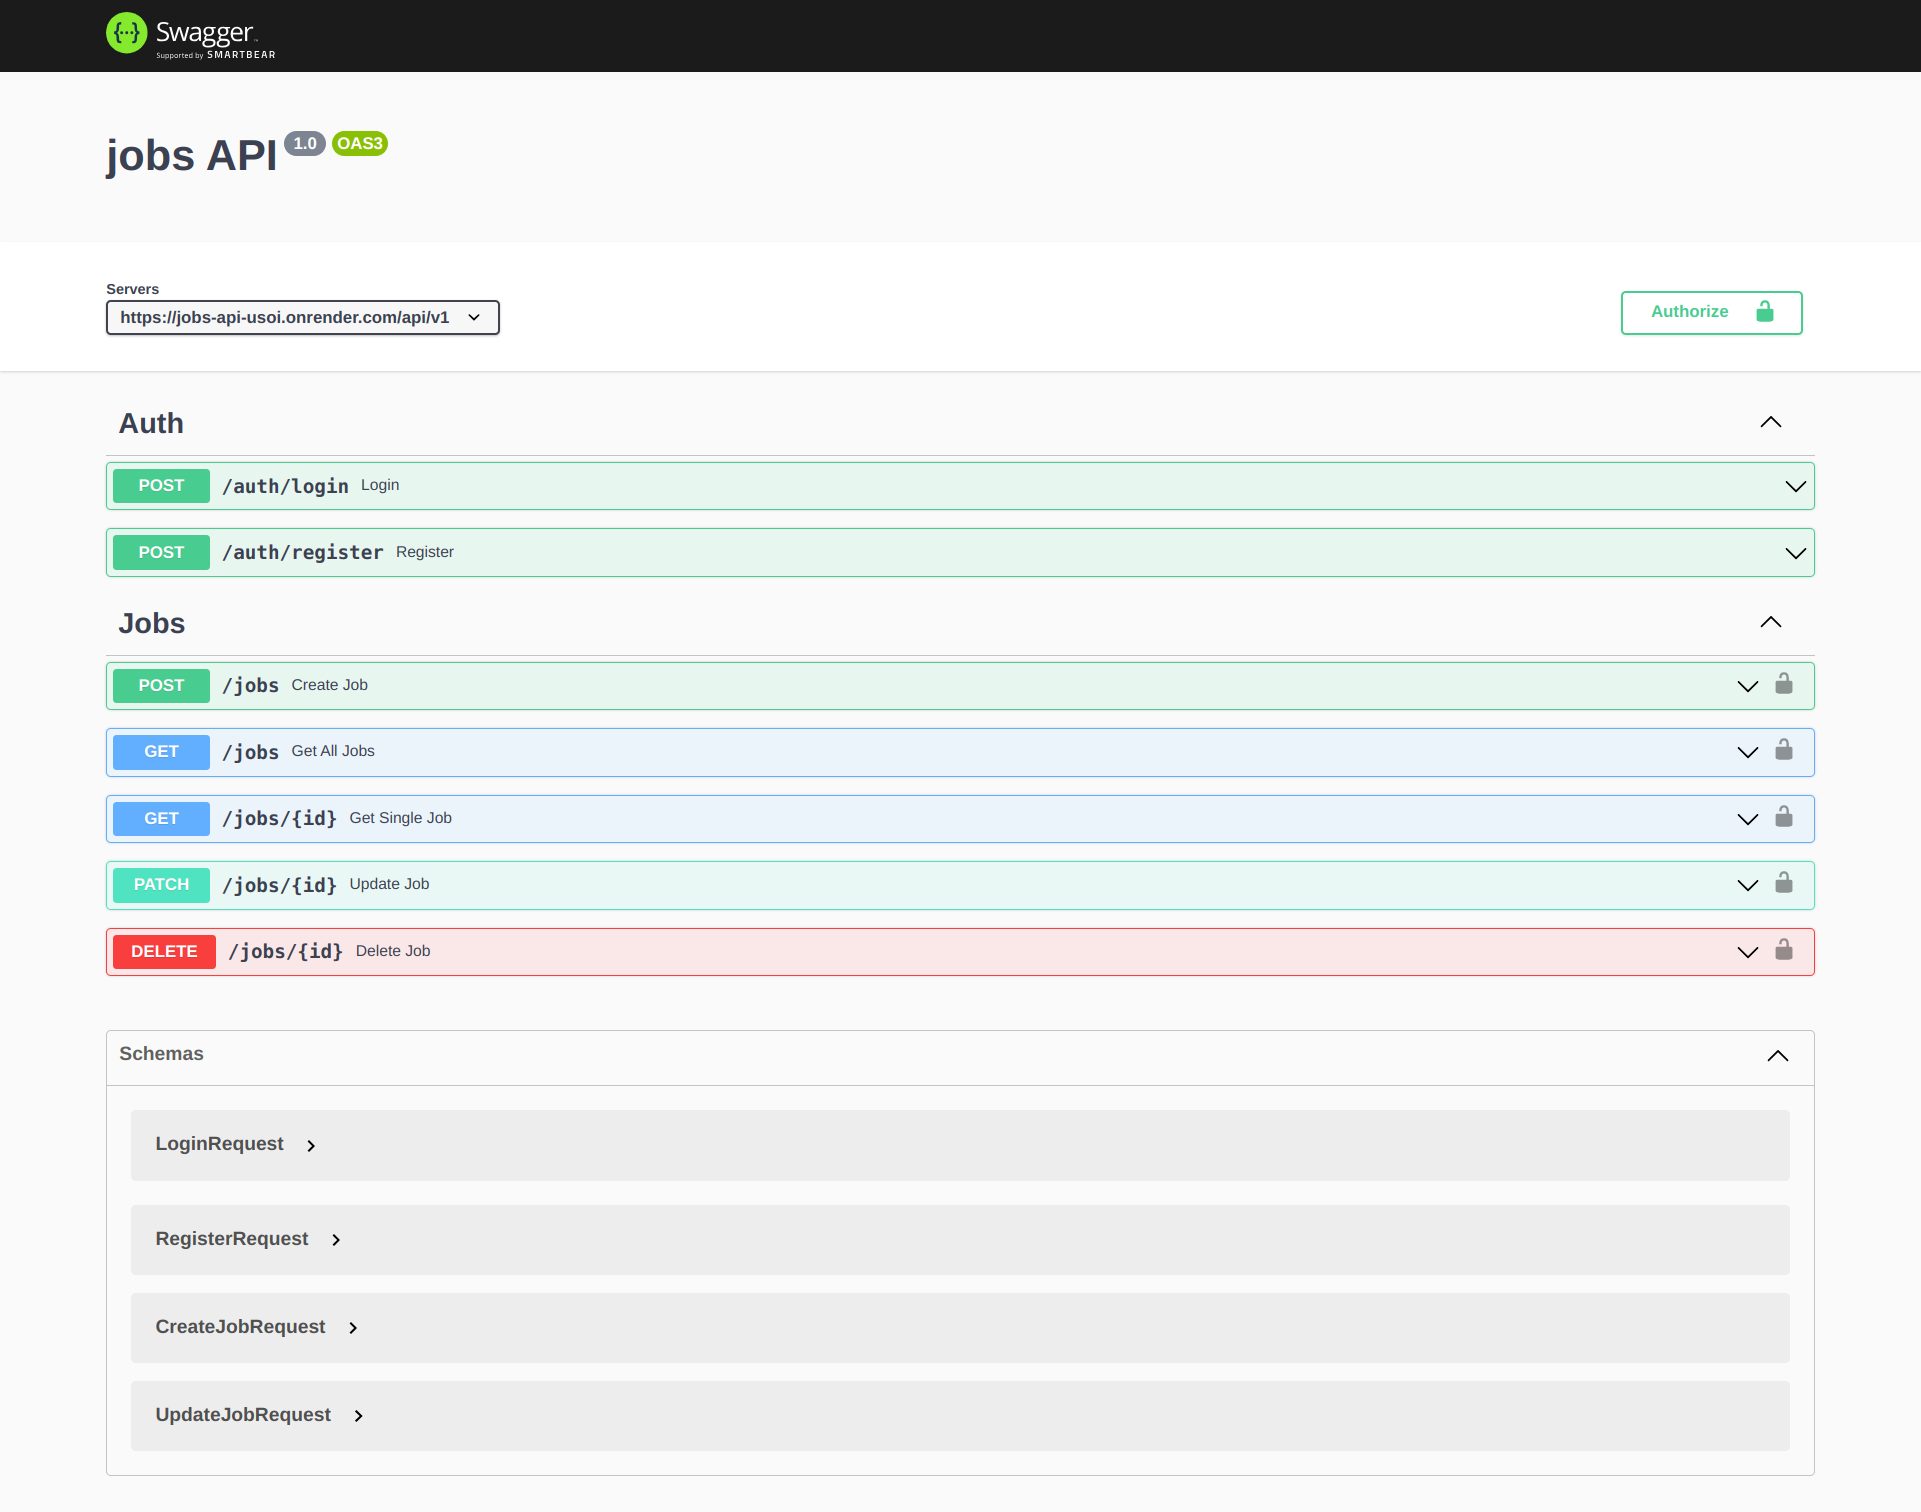 Swagger
Supported by SMARTBEAR
jobs API 1.0 OAS3
Servers
https://jobs-api-usoi.onrender.com/api/v1
Authorize
Auth
POST /auth/login Login
POST /auth/register Register
Jobs
POST /jobs Create Job
GET /jobs Get All Jobs
GET /jobs/{id} Get Single Job
PATCH /jobs/{id} Update Job
DELETE /jobs/{id} Delete Job
Schemas
LoginRequest
RegisterRequest
CreateJobRequest
UpdateJobRequest